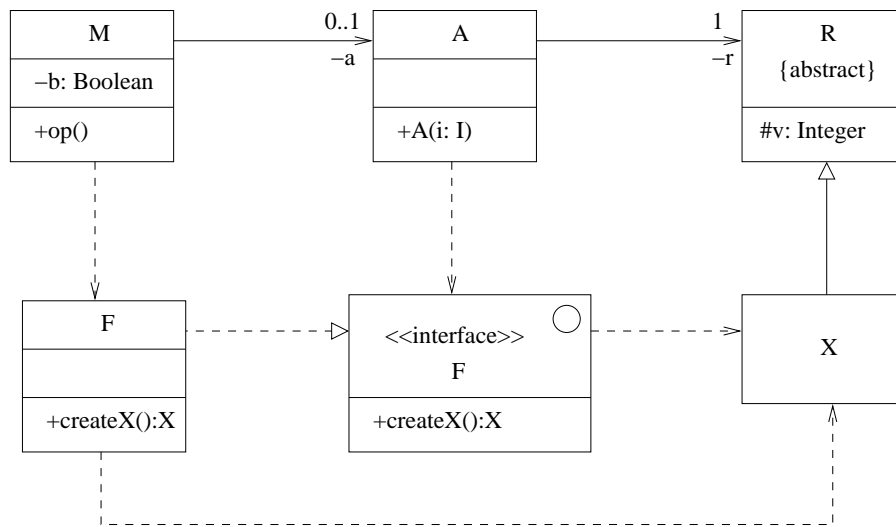 M
−b: Boolean
+op()
0..1
−a
A
+A(i: I)
1
−r
R
{abstract}
#v: Integer
F
+createX():X
<<interface>>
F
+createX():X
X